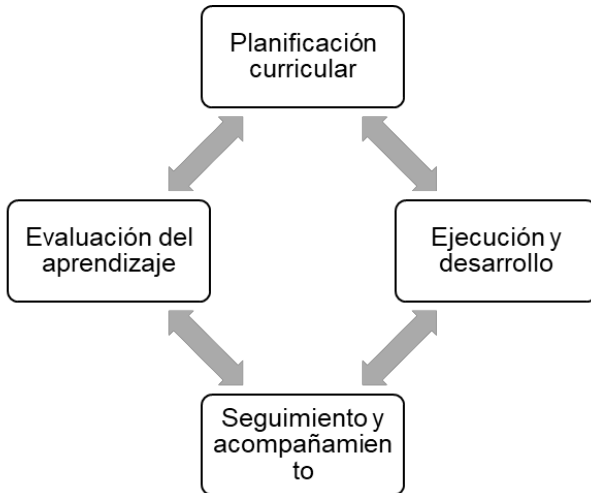 Planificación
curricular
Evaluación del
aprendizaje
Ejecución y
desarrollo
Seguimiento y
acompañamien
to